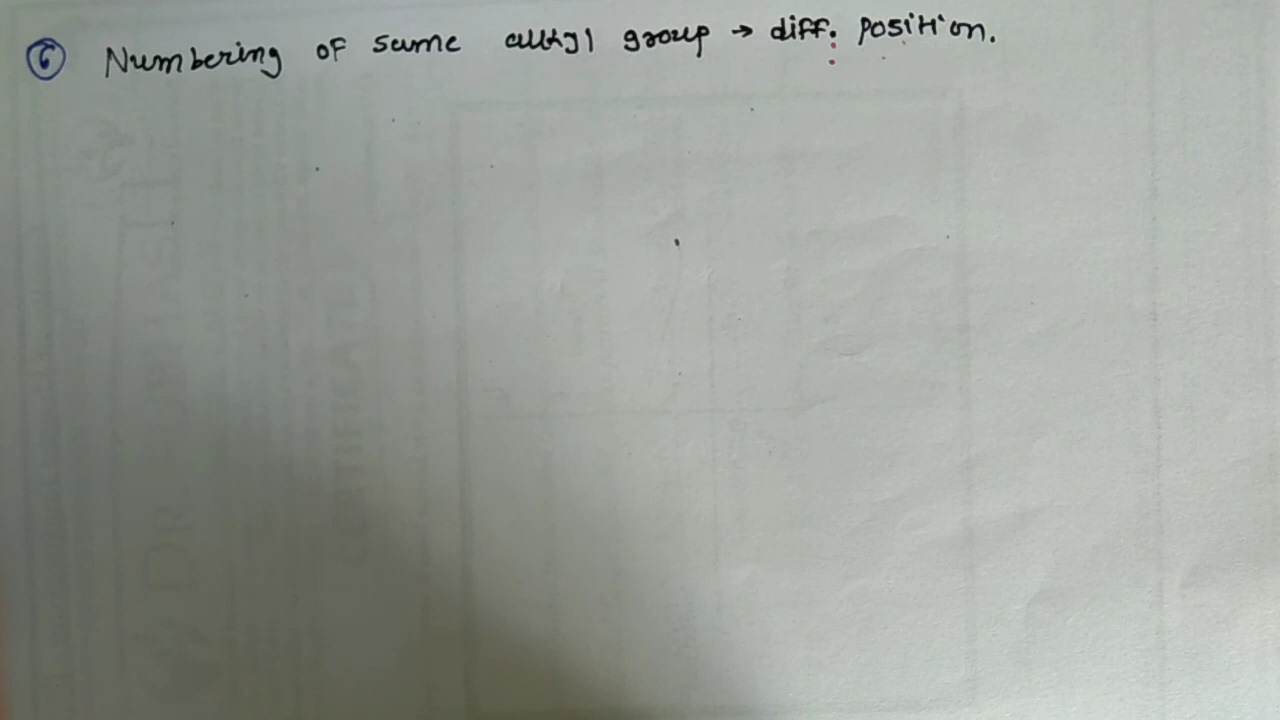 ⑥ Numbering of same alkyl group → diff. position.